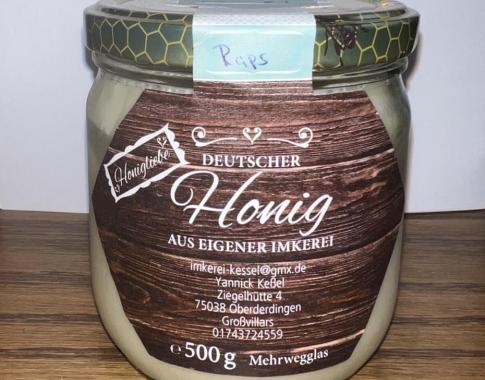 Raps
Honigliebe
DEUTSCHER
Honig
AUS EIGENER IMKEREI
imkerei-kessel@gmx.de
Yannick Keßel
Ziegelhütte 4
75038 Oberderdingen
Großvillars
01743724559
℮ 500 g Mehrwegglas